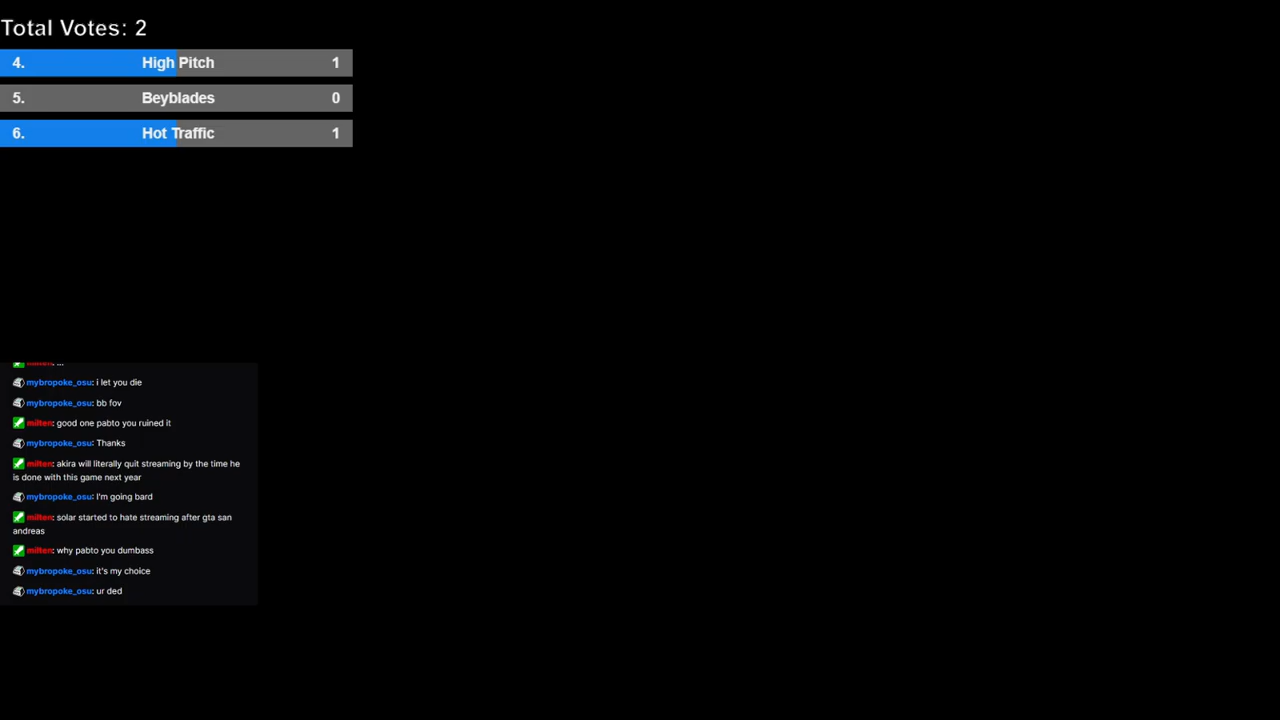 Total Votes: 2
4. High Pitch 1
5. Beyblades 0
6. Hot Traffic 1
milten: ...
mybropoke_osu: i let you die
mybropoke_osu: bb fov
milten: good one pabto you ruined it
mybropoke_osu: Thanks
milten: akira will literally quit streaming by the time he
is done with this game next year
mybropoke_osu: I'm going bard
milten: solar started to hate streaming after gta san
andreas
milten: why pabto you dumbass
mybropoke_osu: it's my choice
mybropoke_osu: ur ded